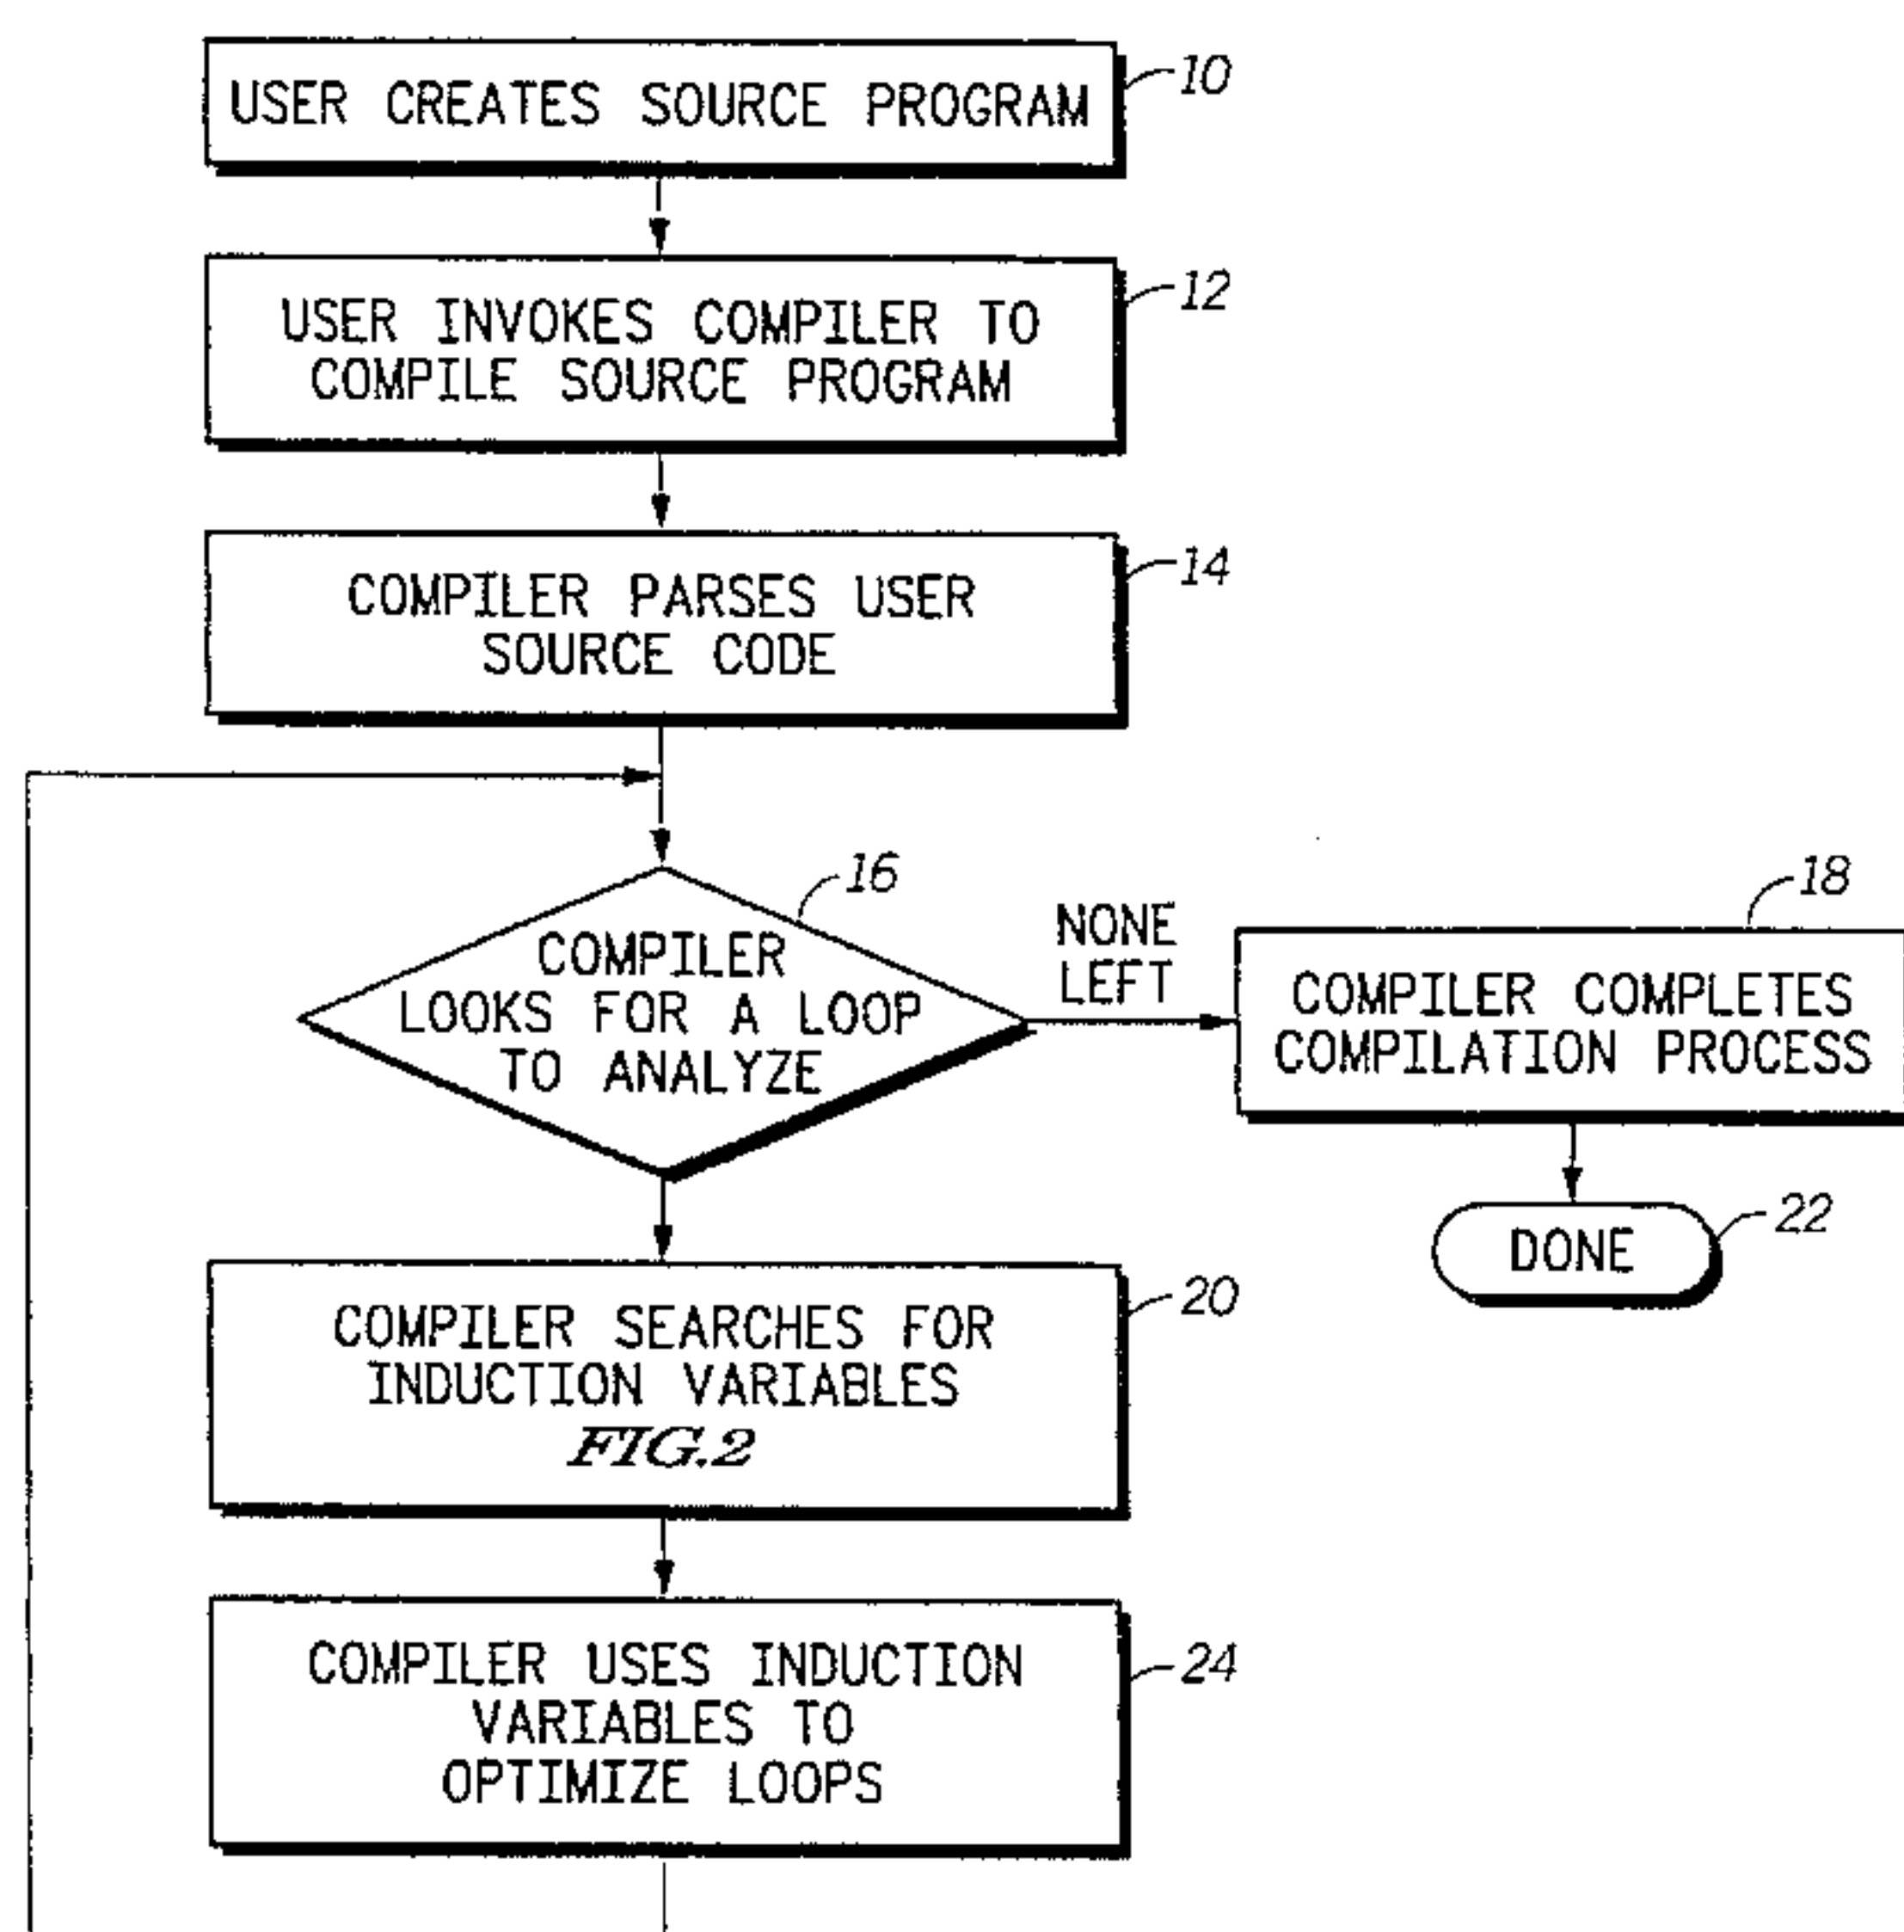 USER CREATES SOURCE PROGRAM
10
USER INVOKES COMPILER TO
COMPILE SOURCE PROGRAM
12
COMPILER PARSES USER
SOURCE CODE
14
COMPILER
LOOKS FOR A LOOP
TO ANALYZE
16
NONE
LEFT
COMPILER COMPLETES
COMPILATION PROCESS
18
DONE
22
COMPILER SEARCHES FOR
INDUCTION VARIABLES
FIG.2
20
COMPILER USES INDUCTION
VARIABLES TO
OPTIMIZE LOOPS
24